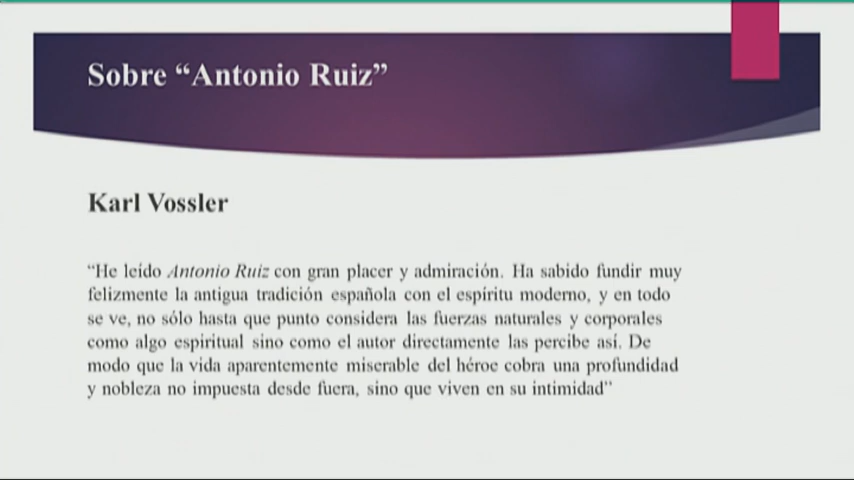 Sobre “Antonio Ruiz”
Karl Vossler
“He leído Antonio Ruiz con gran placer y admiración. Ha sabido fundir muy
felizmente la antigua tradición española con el espíritu moderno, y en todo
se ve, no sólo hasta que punto considera las fuerzas naturales y corporales
como algo espiritual sino como el autor directamente las percibe así. De
modo que la vida aparentemente miserable del héroe cobra una profundidad
y nobleza no impuesta desde fuera, sino que viven en su intimidad”